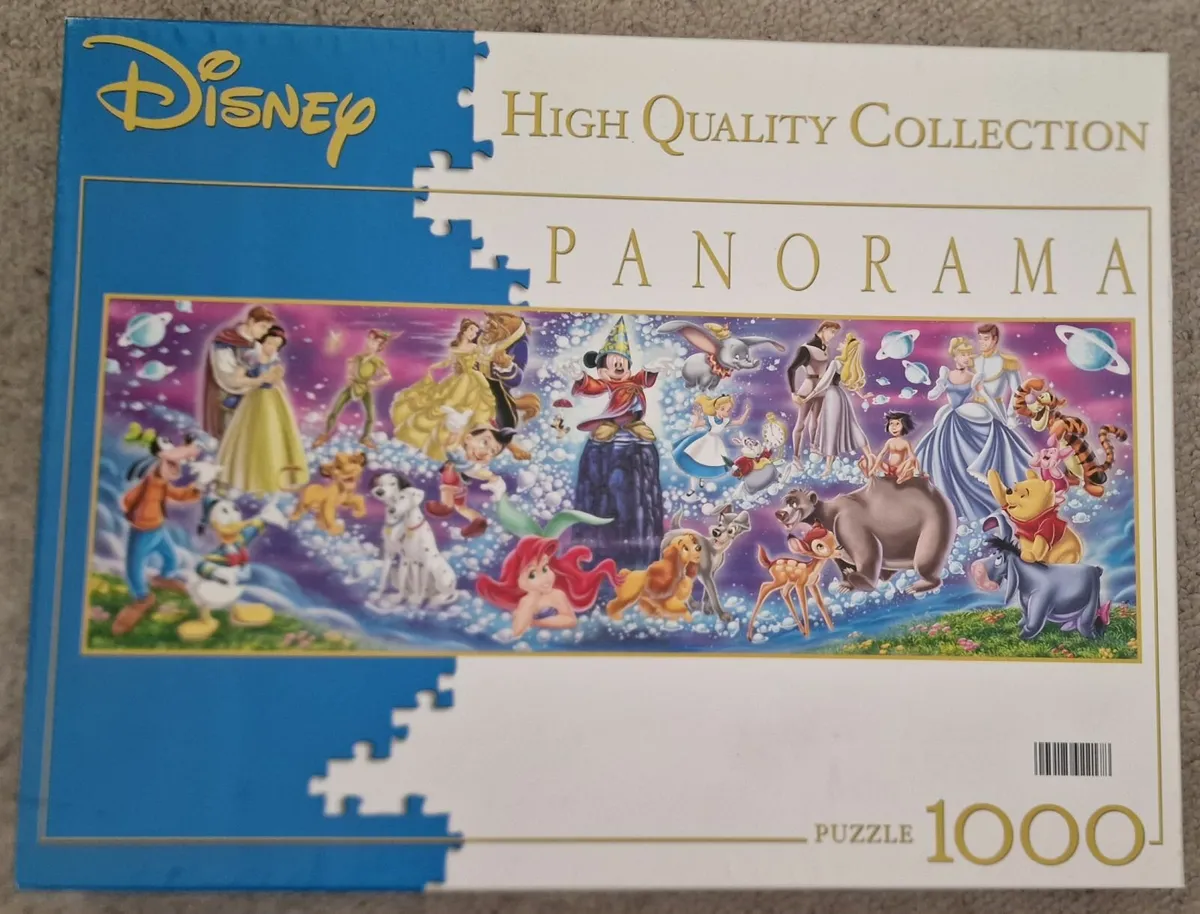 Disney
High Quality Collection
PANORAMA
PUZZLE 1000